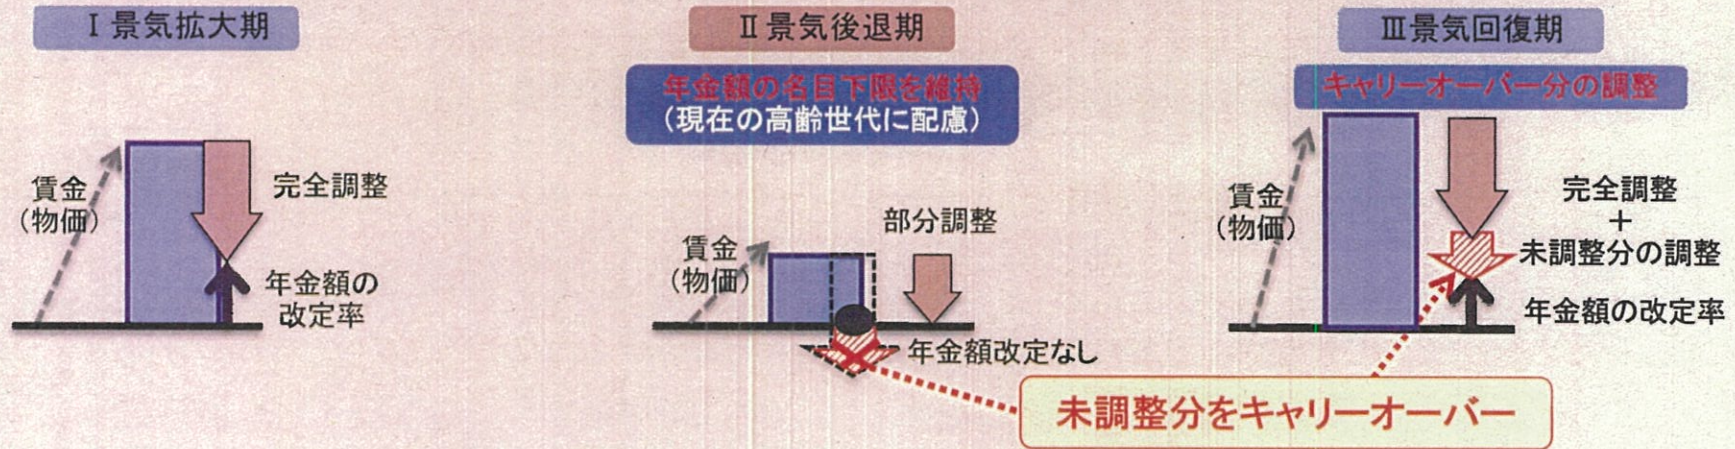 Ⅰ景気拡大期
賃金
(物価)
完全調整
年金額の
改定率
Ⅱ景気後退期
年金額の名目下限を維持
(現在の高齢世代に配慮)
賃金
(物価)
部分調整
年金額改定なし
Ⅲ景気回復期
キャリーオーバー分の調整
賃金
(物価)
完全調整
+
未調整分の調整
年金額の改定率
未調整分をキャリーオーバー